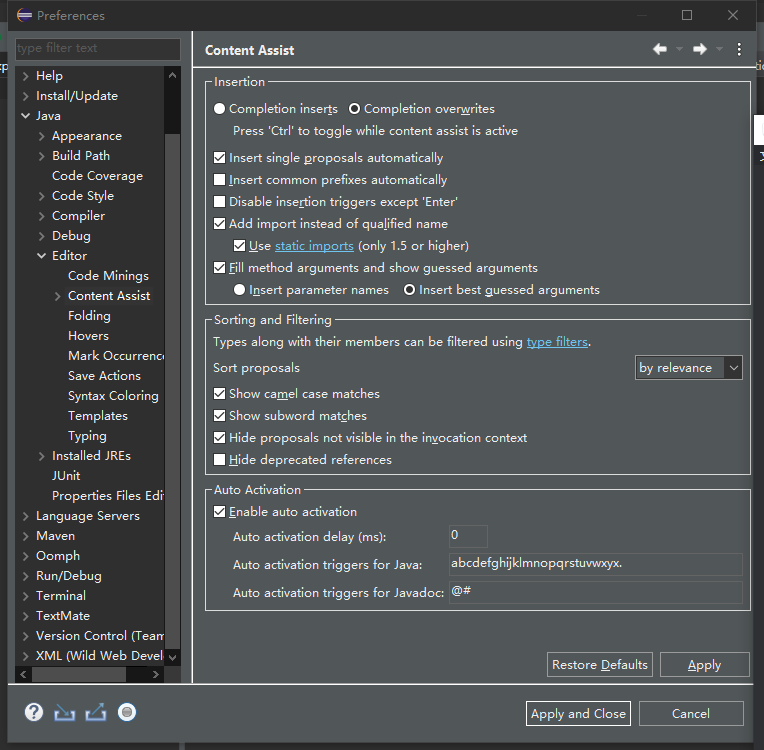 Preferences
type filter text
Help
Install/Update
Java
Appearance
Build Path
Code Coverage
Code Style
Compiler
Debug
Editor
Code Minings
Content Assist
Folding
Hovers
Mark Occurrenc
Save Actions
Syntax Coloring
Templates
Typing
Installed JREs
JUnit
Properties Files Edi
Language Servers
Maven
Oomph
Run/Debug
Terminal
TextMate
Version Control (Team
XML (Wild Web Devel
Content Assist
Insertion
Completion inserts Completion overwrites
Press 'Ctrl' to toggle while content assist is active
Insert single proposals automatically
Insert common prefixes automatically
Disable insertion triggers except 'Enter'
Add import instead of qualified name
Use static imports (only 1.5 or higher)
Fill method arguments and show guessed arguments
Insert parameter names Insert best guessed arguments
Sorting and Filtering
Types along with their members can be filtered using type filters.
Sort proposals by relevance
Show camel case matches
Show subword matches
Hide proposals not visible in the invocation context
Hide deprecated references
Auto Activation
Enable auto activation
Auto activation delay (ms): 0
Auto activation triggers for Java: abcdefghijklmnopqrstuvwxyx.
Auto activation triggers for Javadoc: @#
Restore Defaults Apply
Apply and Close Cancel